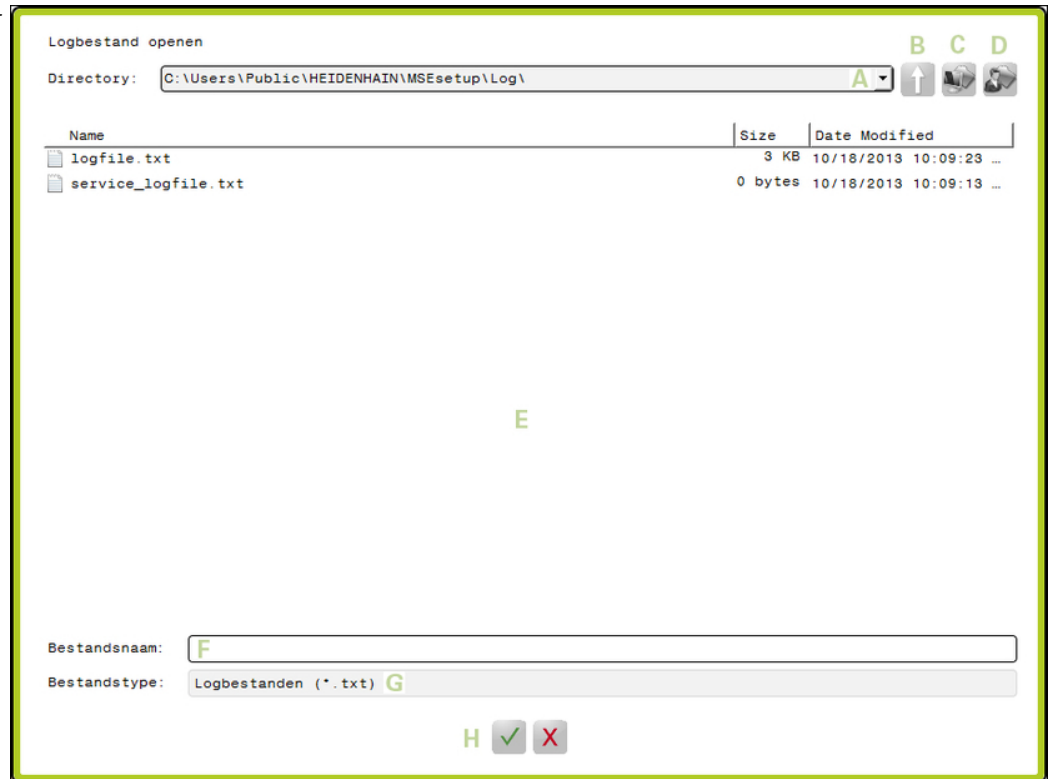 Logbestand openen
B C D
Directory: C:\Users\Public\HEIDENHAIN\MSEsetup\Log\ A
Name Size Date Modified
logfile.txt 3 KB 10/18/2013 10:09:23 …
service_logfile.txt 0 bytes 10/18/2013 10:09:13 …
E
Bestandsnaam: F
Bestandstype: Logbestanden (*.txt) G
H